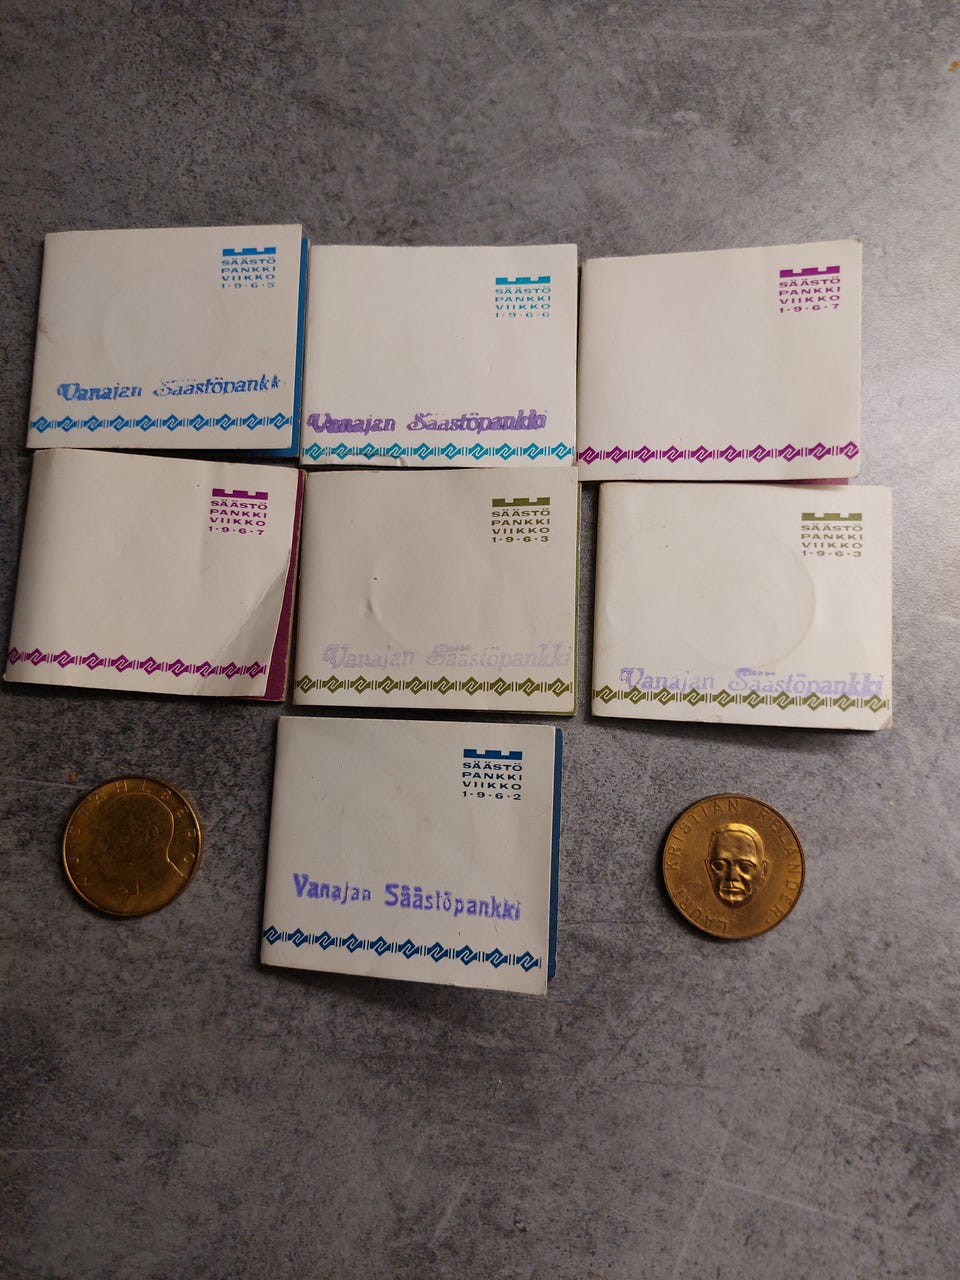 SÄÄSTÖ
PANKKI
VIIKKO
1·9·6·5
Vanajan Säästöpankk
SÄÄSTÖ
PANKKI
VIIKKO
1·9·6·6
Vanajan Säästöpankki
SÄÄSTÖ
PANKKI
VIIKKO
1·9·6·7
SÄÄSTÖ
PANKKI
VIIKKO
1·9·6·7
SÄÄSTÖ
PANKKI
VIIKKO
1·9·6·3
Vanajan Säästöpankki
SÄÄSTÖ
PANKKI
VIIKKO
1·9·6·3
Vanajan Säästöpankki
SÄÄSTÖ
PANKKI
VIIKKO
1·9·6·2
Vanajan Säästöpankki
AHLBERG
LAURI KRISTIAN RELANDER